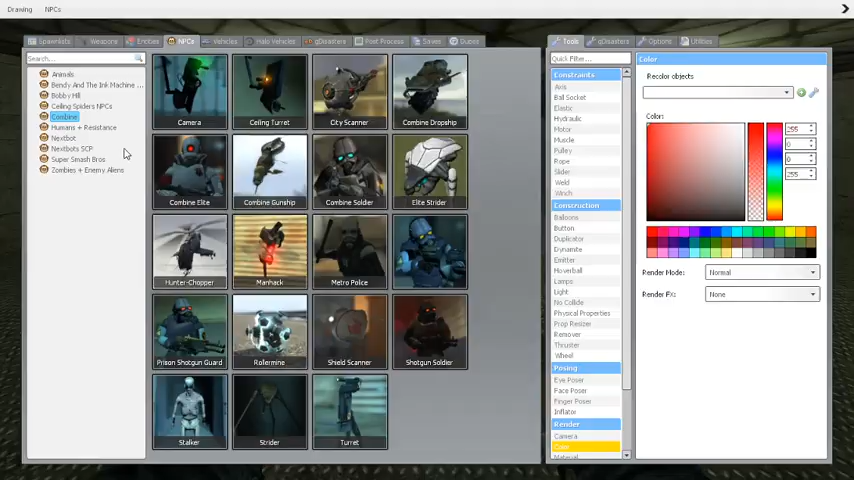 Drawing NPCs
Spawnlists Weapons Entities NPCs Vehicles Halo Vehicles gDisasters Post Process Saves Dupes
Tools gDisasters Options Utilities
Search...
Animals
Bendy And The Ink Machine ...
Bobby Hill
Ceiling Spiders NPCs
Combine
Humans + Resistance
Nextbot
Nextbots SCP
Super Smash Bros
Zombies + Enemy Aliens
Camera Ceiling Turret City Scanner Combine Dropship
Combine Elite Combine Gunship Combine Soldier Elite Strider
Hunter-Chopper Manhack Metro Police
Prison Shotgun Guard Rollermine Shield Scanner Shotgun Soldier
Stalker Strider Turret
Quick Filter...
Constraints
Axis
Ball Socket
Elastic
Hydraulic
Motor
Muscle
Pulley
Rope
Slider
Weld
Winch
Construction
Balloons
Button
Duplicator
Dynamite
Emitter
Hoverball
Lamps
Light
No Collide
Physical Properties
Prop Resizer
Remover
Thruster
Wheel
Posing
Eye Poser
Face Poser
Finger Poser
Inflator
Render
Camera
Color
Material
Color
Recolor objects
Color:
255
0
0
255
Render Mode: Normal
Render FX: None